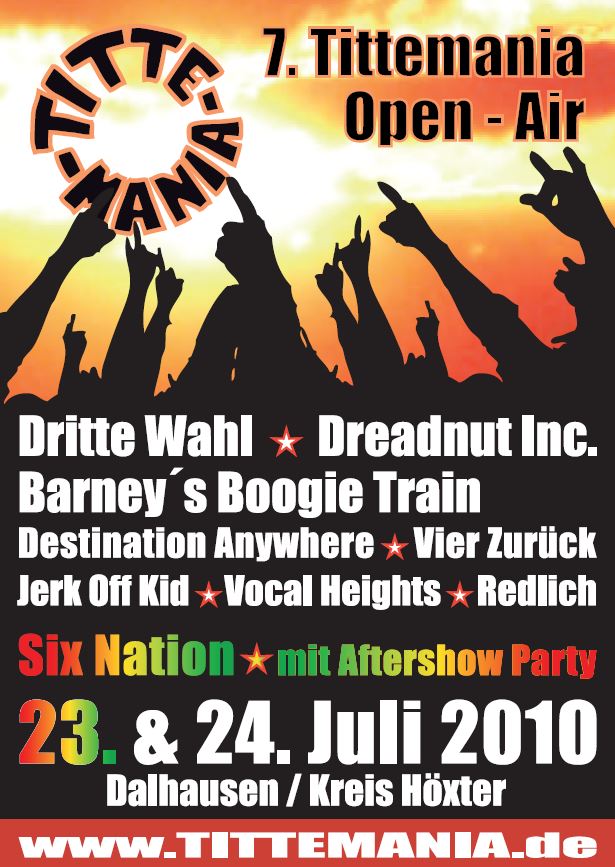 TITTE-
-MANIA
7. Tittemania
Open - Air
Dritte Wahl Dreadnut Inc.
Barney´s Boogie Train
Destination Anywhere Vier Zurück
Jerk Off Kid Vocal Heights Redlich
Six Nation mit Aftershow Party
23. & 24. Juli 2010
Dalhausen / Kreis Höxter
www.TITTEMANIA.de